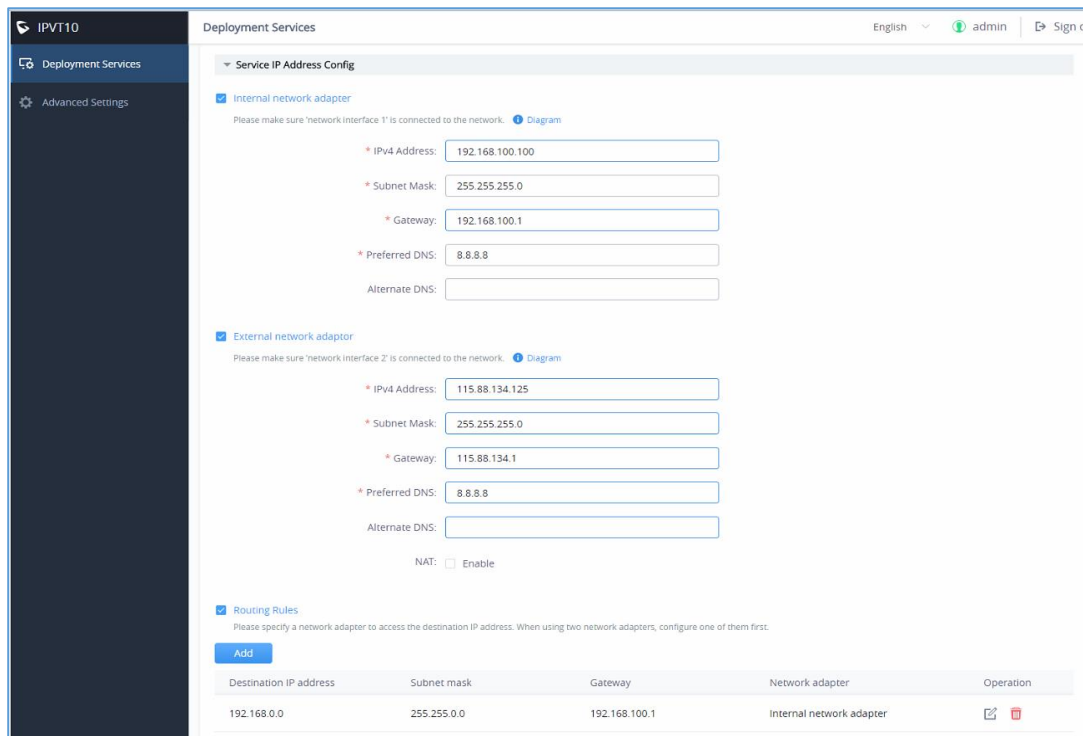 IPVT10
Deployment Services
English
admin
Sign
Deployment Services
Advanced Settings
Service IP Address Config
Internal network adapter
Please make sure 'network interface 1' is connected to the network. Diagram
* IPv4 Address: 192.168.100.100
* Subnet Mask: 255.255.255.0
* Gateway: 192.168.100.1
* Preferred DNS: 8.8.8.8
Alternate DNS:
External network adaptor
Please make sure 'network interface 2' is connected to the network. Diagram
* IPv4 Address: 115.88.134.125
* Subnet Mask: 255.255.255.0
* Gateway: 115.88.134.1
* Preferred DNS: 8.8.8.8
Alternate DNS:
NAT: Enable
Routing Rules
Please specify a network adapter to access the destination IP address. When using two network adapters, configure one of them first.
Add
Destination IP address Subnet mask Gateway Network adapter Operation
192.168.0.0 255.255.0.0 192.168.100.1 Internal network adapter